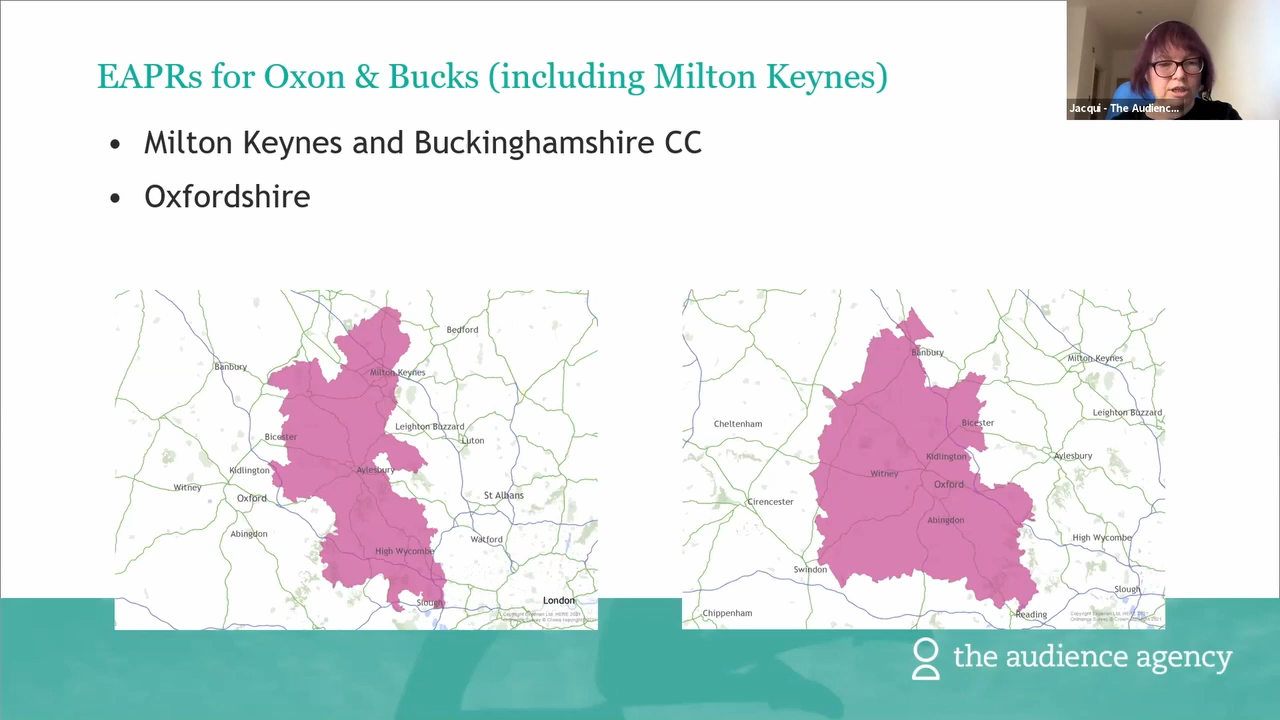 EAPRs for Oxon & Bucks (including Milton Keynes)
Jacqui - The Audienc...
• Milton Keynes and Buckinghamshire CC
• Oxfordshire
Bedford
Banbury
Milton Keynes
Leighton Buzzard
Bicester
Luton
Kidlington
Aylesbury
Witney
Oxford
St Albans
Abingdon
Watford
High Wycombe
Slough
London
Banbury
Milton Keynes
Leighton Buzzard
Cheltenham
Bicester
Kidlington
Aylesbury
Witney
Oxford
Cirencester
Abingdon
High Wycombe
Swindon
Slough
Chippenham
Reading
the audience agency